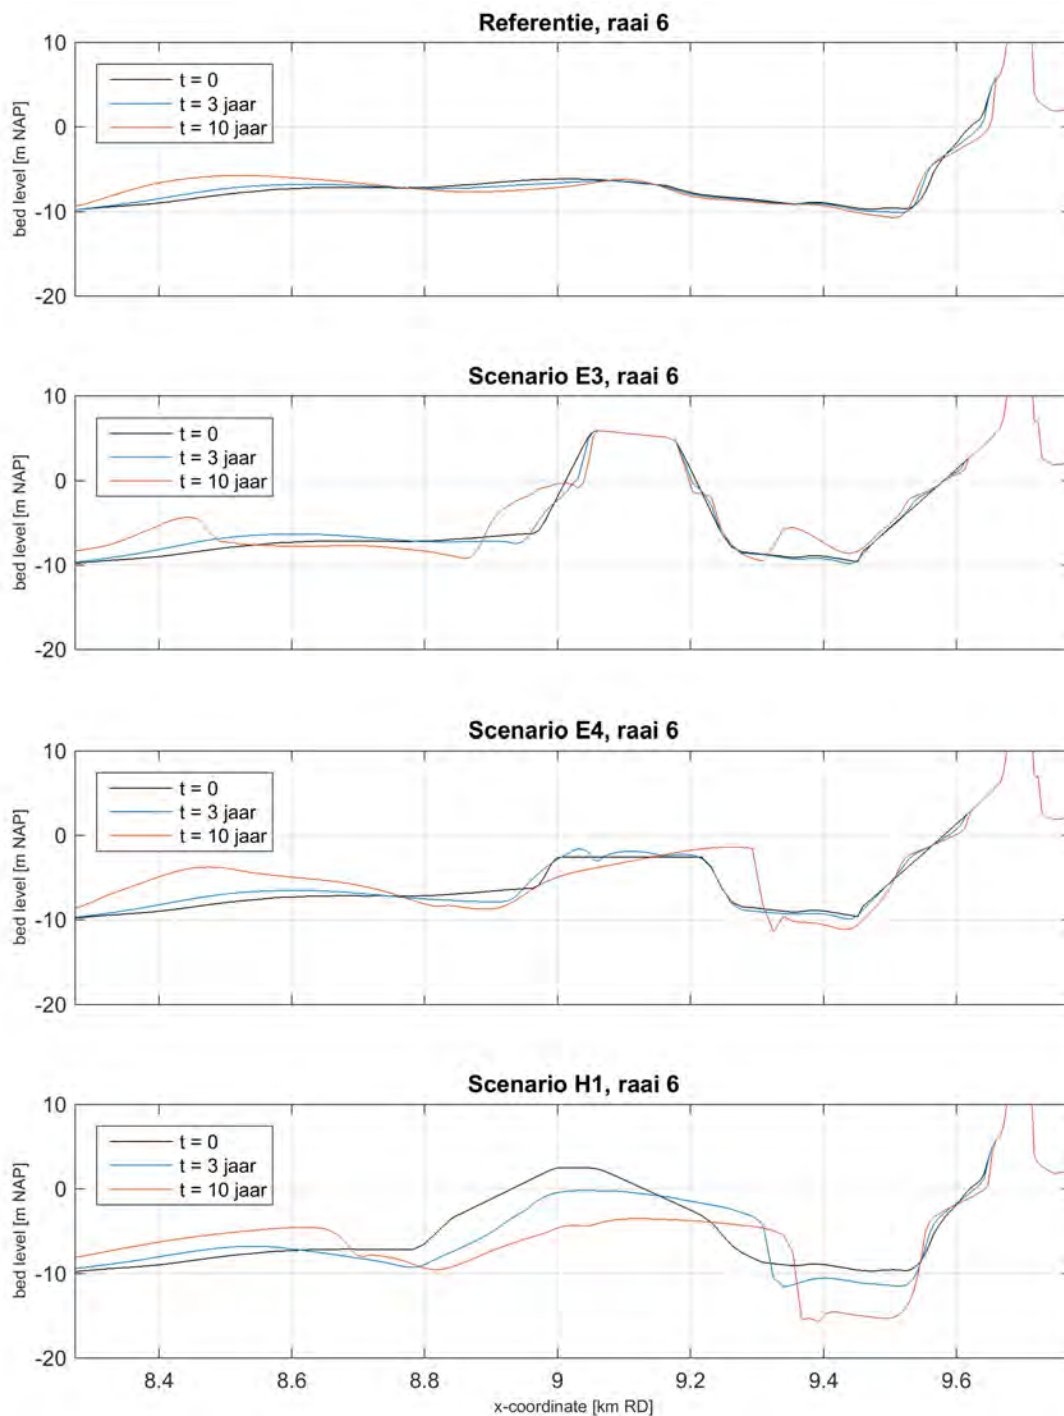 Referentie, raai 6
10
t = 0
t = 3 jaar
0
t = 10 jaar
bed level [m NAP]
-10
-20
Scenario E3, raai 6
10
t = 0
t = 3 jaar
0
t = 10 jaar
bed level [m NAP]
-10
-20
Scenario E4, raai 6
10
t = 0
t = 3 jaar
0
t = 10 jaar
bed level [m NAP]
-10
-20
Scenario H1, raai 6
10
t = 0
t = 3 jaar
0
t = 10 jaar
bed level [m NAP]
-10
-20
8.4 8.6 8.8 9 9.2 9.4 9.6
x-coordinate [km RD]